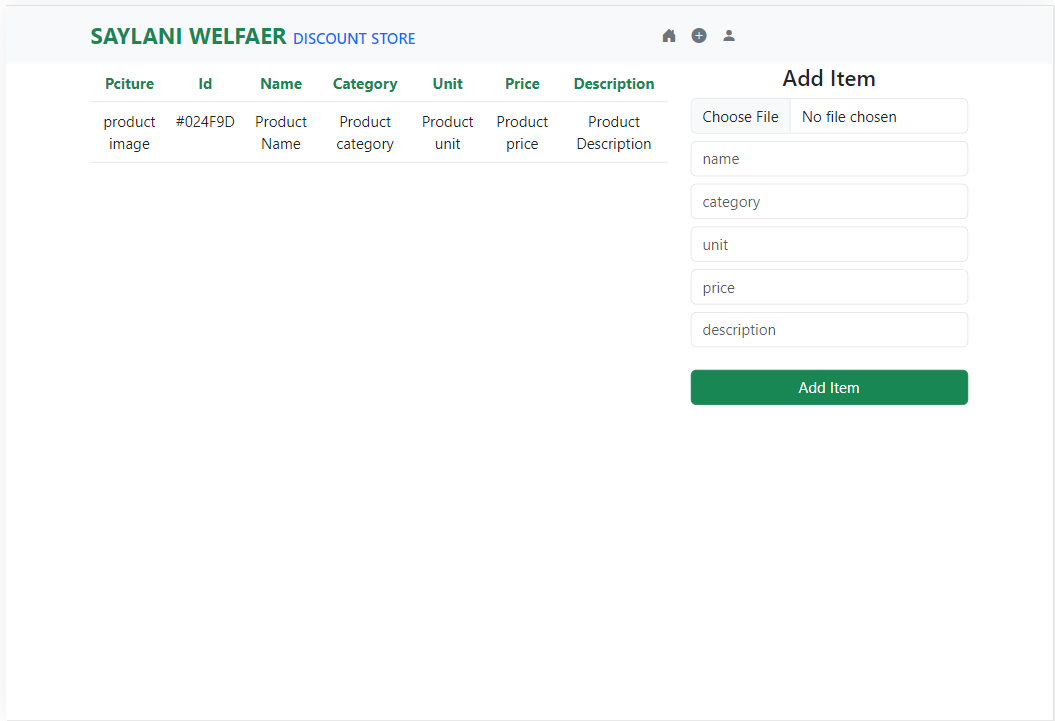 SAYLANI WELFAER DISCOUNT STORE
Pciture Id Name Category Unit Price Description
product image #024F9D Product Name Product category Product unit Product price Product Description
Add Item
Choose File No file chosen
name
category
unit
price
description
Add Item